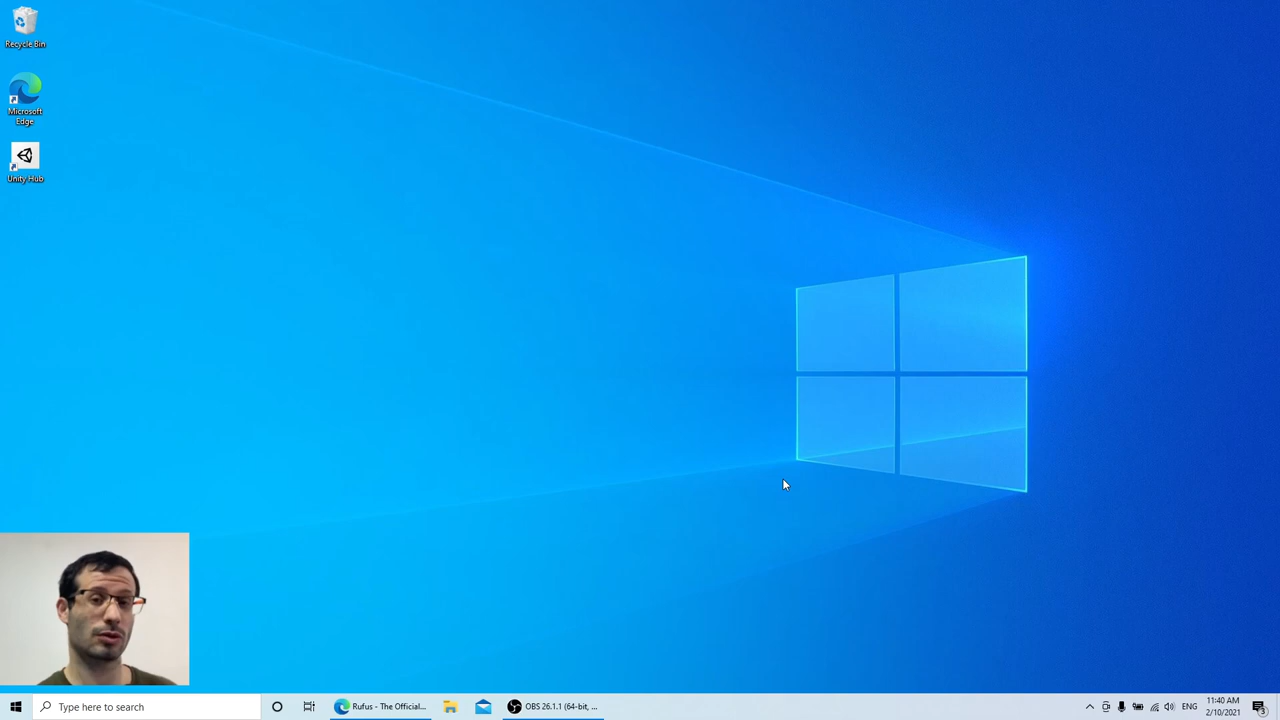 Recycle Bin
Microsoft
Edge
Unity Hub
Type here to search
Rufus - The Official...
OBS 26.1.1 (64-bit, ...
ENG
11:40 AM
2/10/2021
3